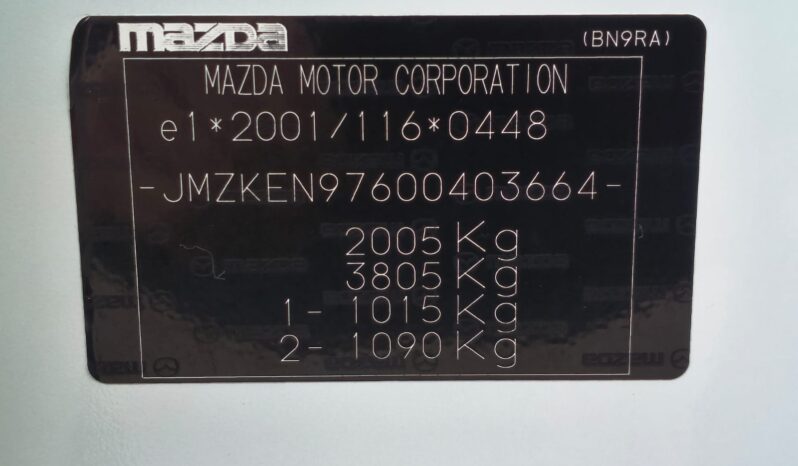 mazda (BN9RA)
MAZDA MOTOR CORPORATION
e1*2001/116*0448
-JMZKEN97600403664-
2005 Kg
3805 Kg
1- 1015 Kg
2- 1090 Kg